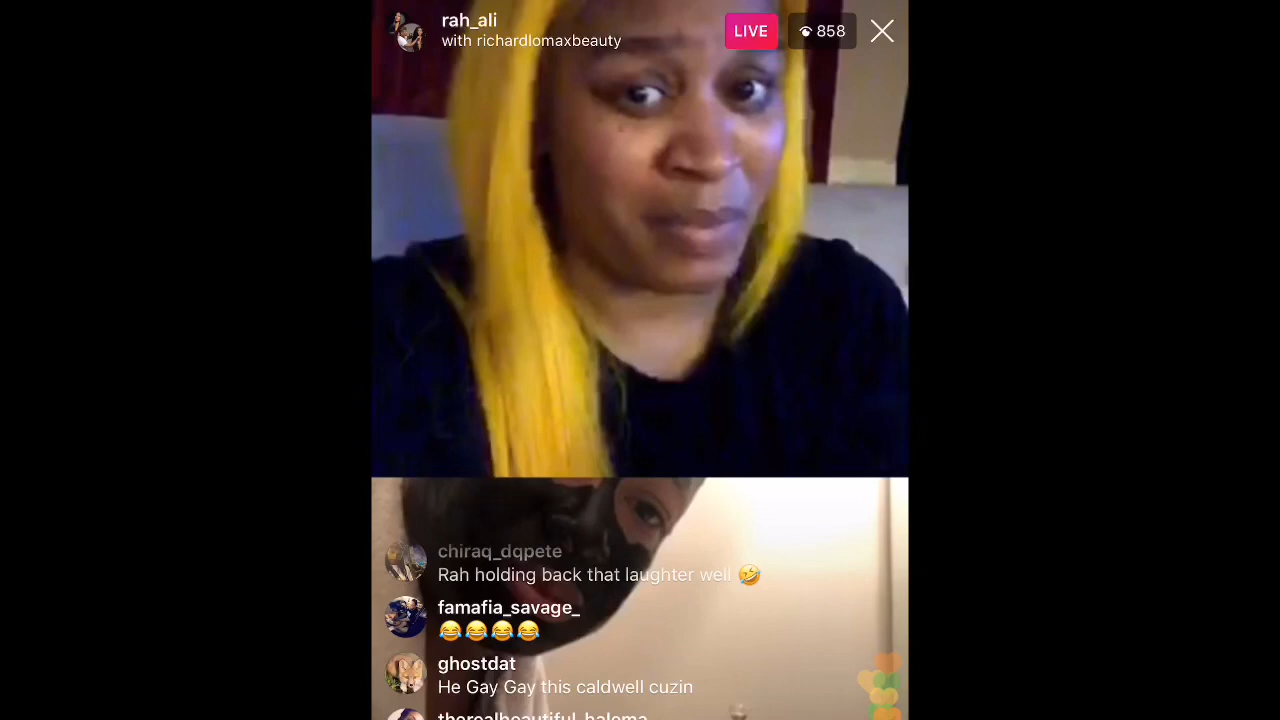 rah_ali
with richardlomaxbeauty
LIVE
858
chiraq_dqpete
Rah holding back that laughter well 🤣
famafia_savage_
😂😂😂😂
ghostdat
He Gay Gay this caldwell cuzin
therealbeautiful_baloma